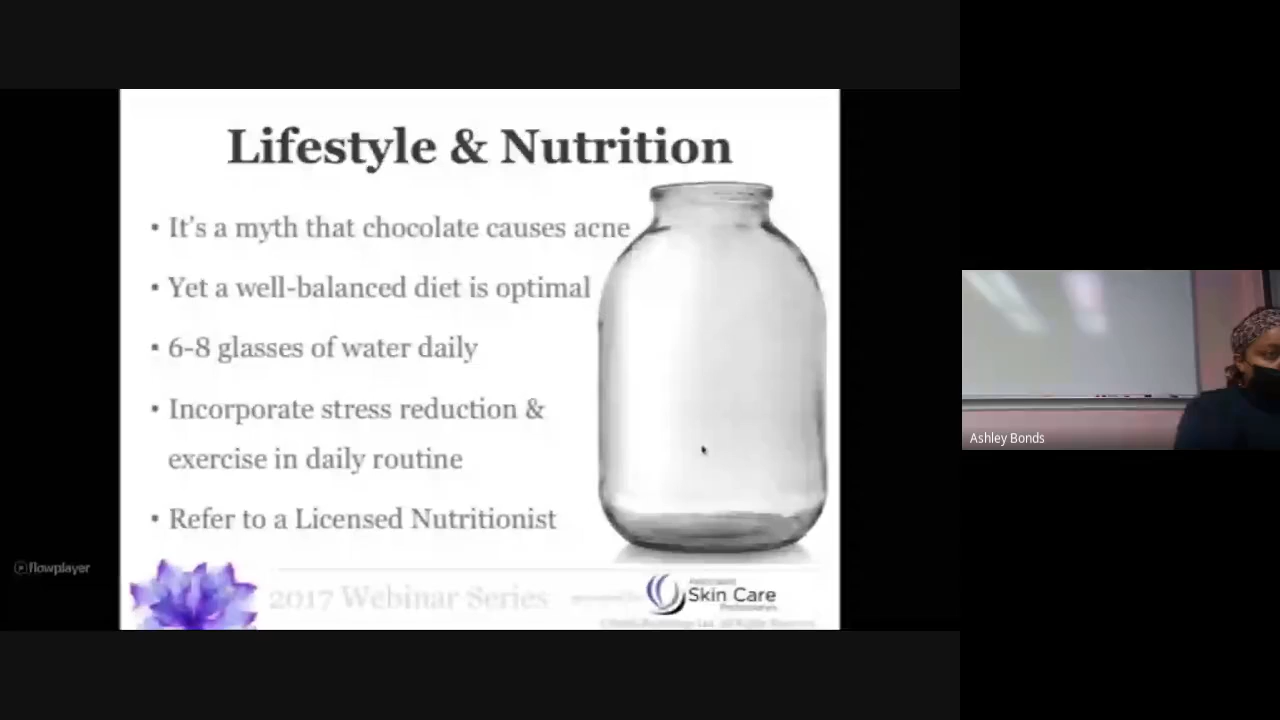 Lifestyle & Nutrition
• It's a myth that chocolate causes acne
• Yet a well-balanced diet is optimal
• 6-8 glasses of water daily
• Incorporate stress reduction &
exercise in daily routine
• Refer to a Licensed Nutritionist
flowplayer
2017 Webinar Series
Skin Care
Ashley Bonds